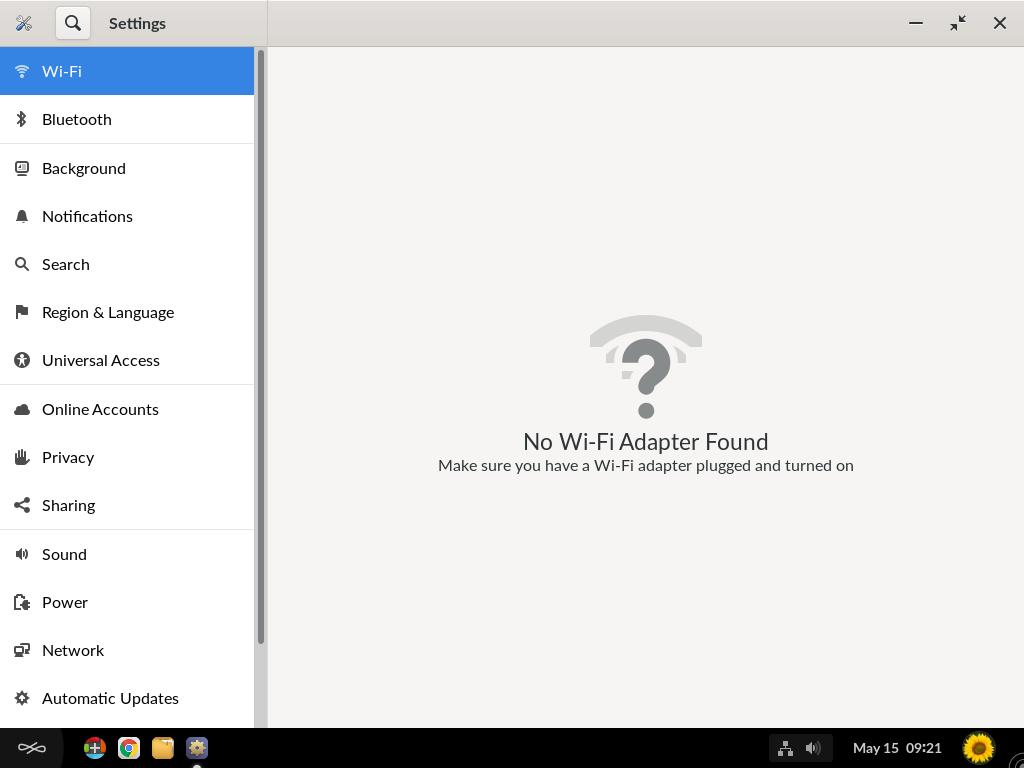 Settings
Wi-Fi
Bluetooth
Background
Notifications
Search
Region & Language
Universal Access
Online Accounts
Privacy
Sharing
Sound
Power
Network
Automatic Updates
No Wi-Fi Adapter Found
Make sure you have a Wi-Fi adapter plugged and turned on
May 15 09:21